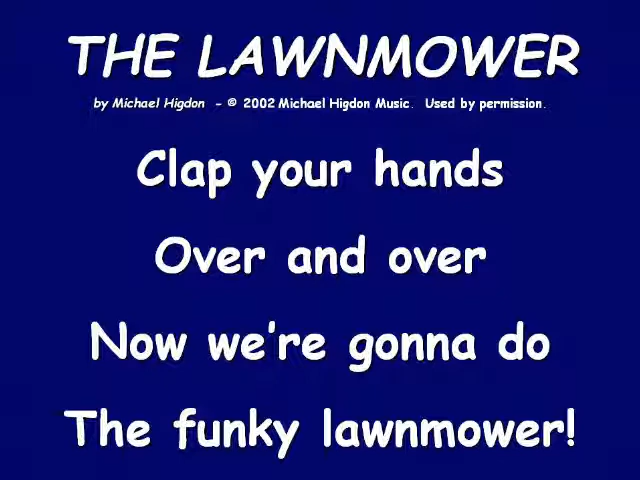 THE LAWNMOWER
by Michael Higdon - © 2002 Michael Higdon Music. Used by permission.
Clap your hands
Over and over
Now we're gonna do
The funky lawnmower!